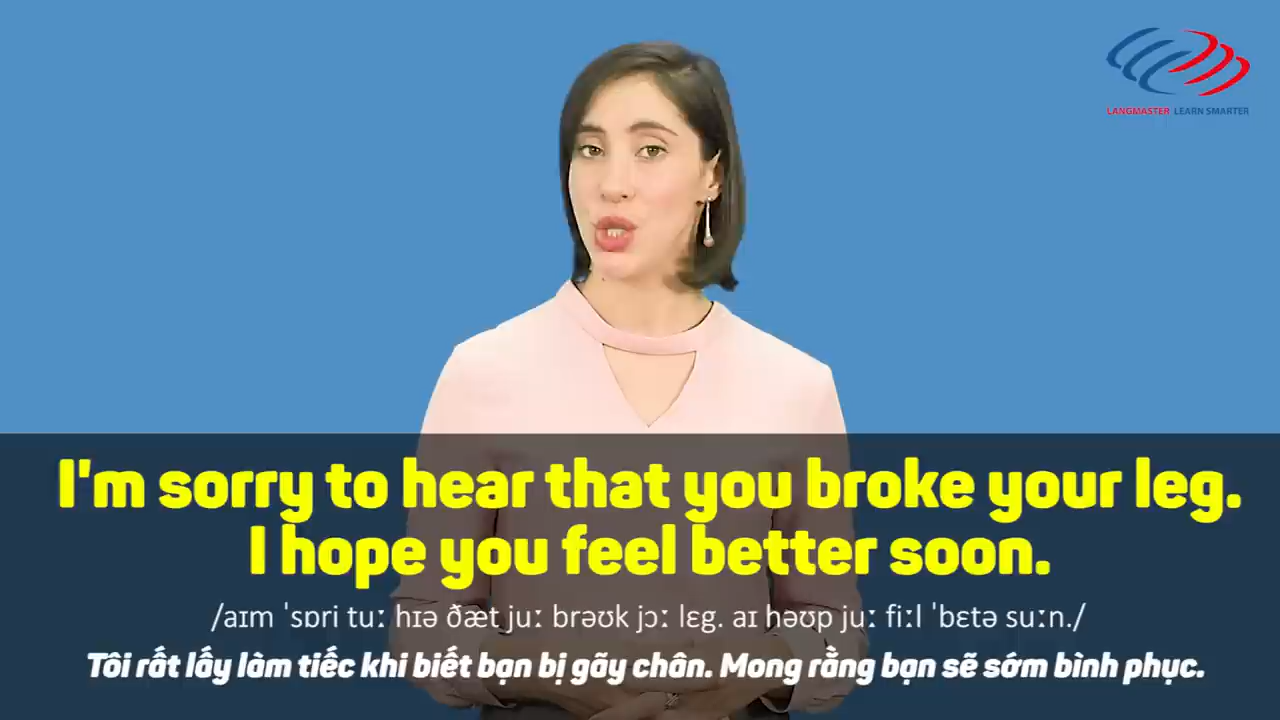 LANGMASTER LEARN SMARTER
I'm sorry to hear that you broke your leg.
I hope you feel better soon.
/aɪm ˈsɒri tuː hɪə ðæt juː brəʊk jɔː lɛg. aɪ həʊp juː fiːl ˈbɛtə suːn./
Tôi rất lấy làm tiếc khi biết bạn bị gãy chân. Mong rằng bạn sẽ sớm bình phục.